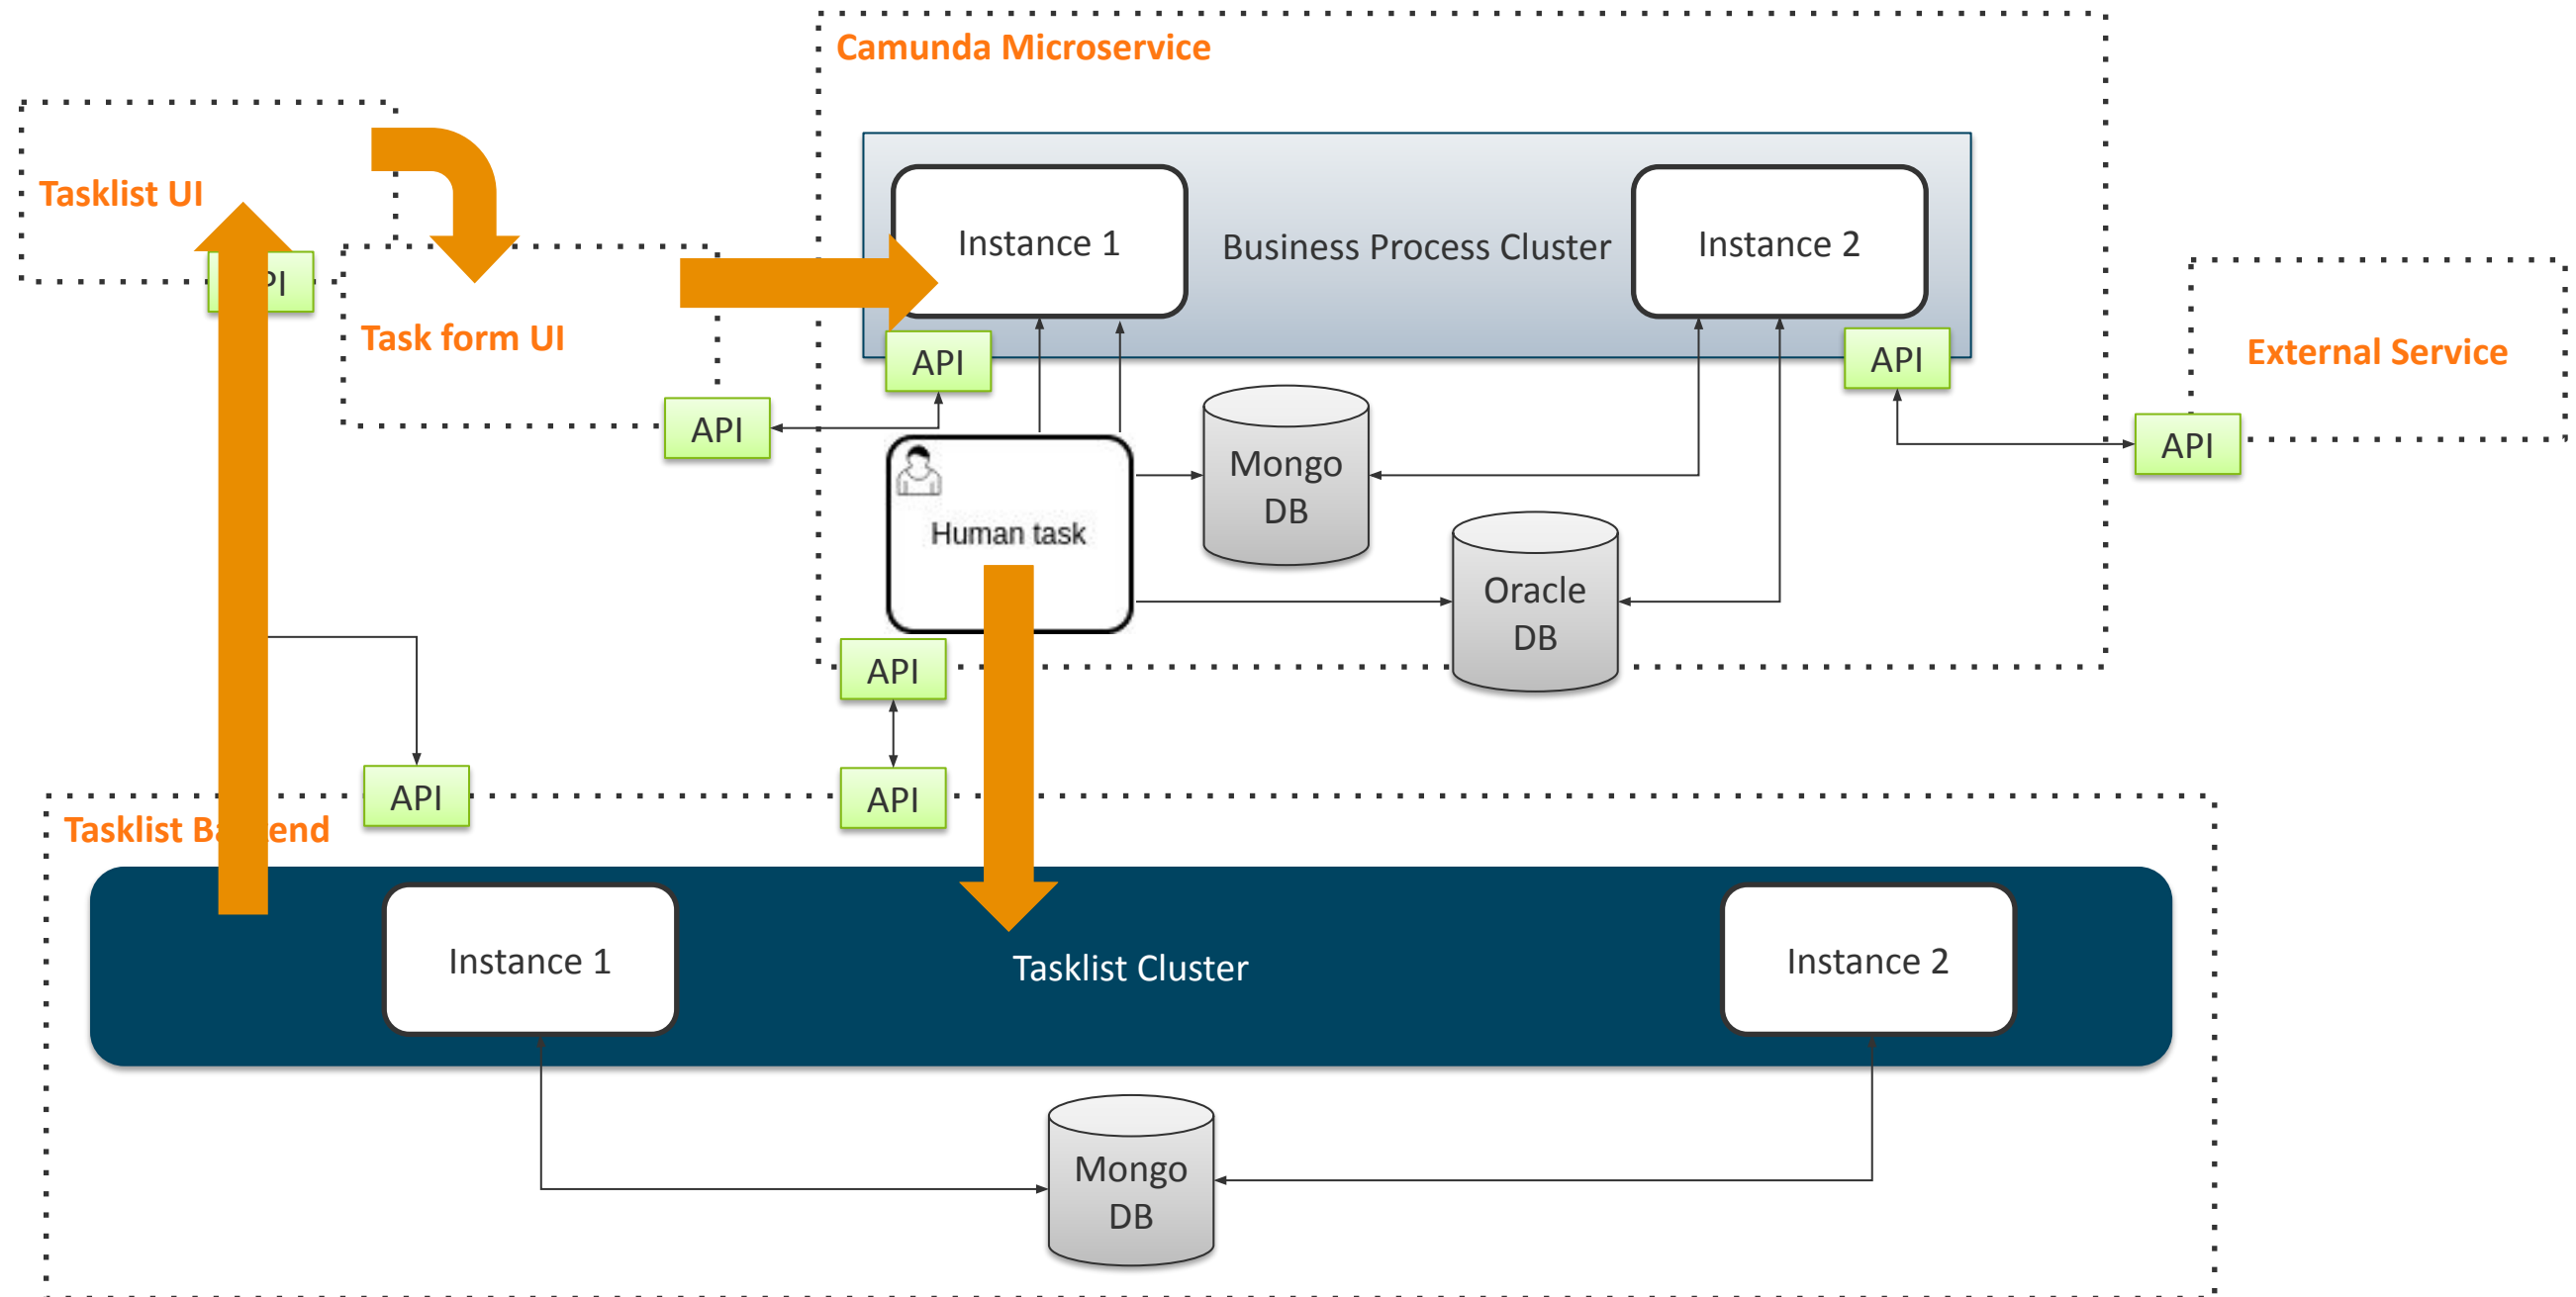 Camunda Microservice
Tasklist UI
Instance 1
Business Process Cluster
Instance 2
Task form UI
API
API
External Service
API
API
Mongo
DB
Human task
Oracle
DB
API
API
API
Tasklist
Instance 1
Tasklist Cluster
Instance 2
Mongo
DB